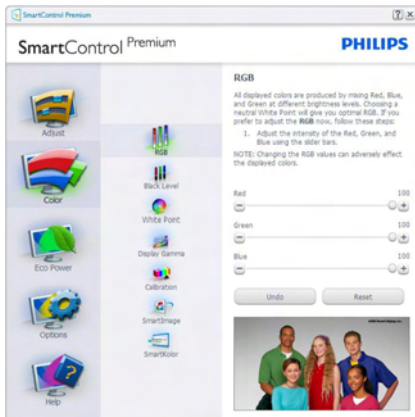 SmartControl Premium
SmartControl Premium
PHILIPS
Adjust
Color
Eco Power
Options
Help
RGB
Black Level
White Point
Display Gamma
Calibration
SmartImage
SmartKolor
RGB
All displayed colors are produced by mixing Red, Blue,
and Green at different brightness levels. Choosing a
neutral White Point will give you optimal RGB. If you
prefer to adjust the RGB now, follow these steps:
1. Adjust the intensity of the Red, Green, and
Blue using the slider bars.
NOTE: Changing the RGB values can adversely effect
the displayed colors.
Red 100
Green 100
Blue 100
Undo Reset